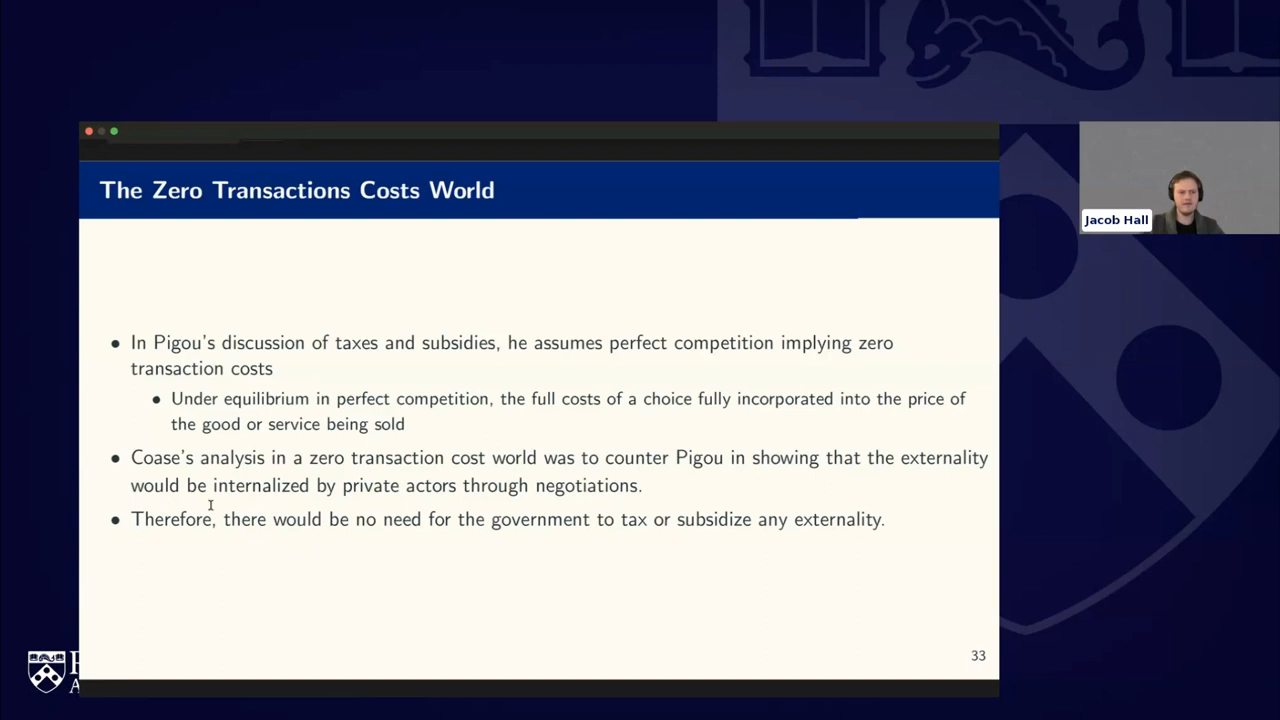 The Zero Transactions Costs World
Jacob Hall
• In Pigou's discussion of taxes and subsidies, he assumes perfect competition implying zero
transaction costs
• Under equilibrium in perfect competition, the full costs of a choice fully incorporated into the price of
the good or service being sold
• Coase's analysis in a zero transaction cost world was to counter Pigou in showing that the externality
would be internalized by private actors through negotiations.
• Therefore, there would be no need for the government to tax or subsidize any externality.
33